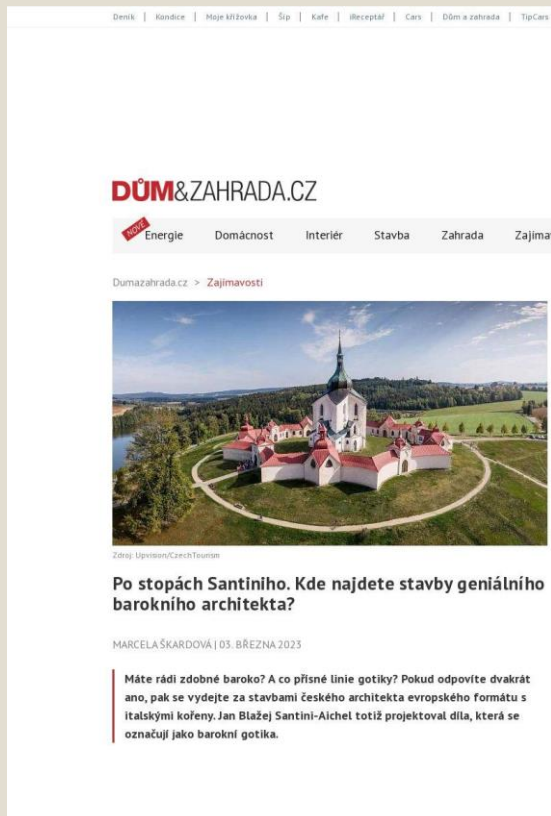 Deník | Kondice | Moje křížovka | Šíp | Kafe | iReceptář | Cars | Dům a zahrada | TipCars
DŮM&ZAHRADA.CZ
NOVÉ
Energie Domácnost Interiér Stavba Zahrada Zajímav
Dumazahrada.cz > Zajímavosti
Zdroj: Upvision/CzechTourism
Po stopách Santiniho. Kde najdete stavby geniálního
barokního architekta?
MARCELA ŠKARDOVÁ | 03. BŘEZNA 2023
Máte rádi zdobné baroko? A co přísné linie gotiky? Pokud odpovíte dvakrát
ano, pak se vydejte za stavbami českého architekta evropského formátu s
italskými kořeny. Jan Blažej Santini-Aichel totiž projektoval díla, která se
označují jako barokní gotika.